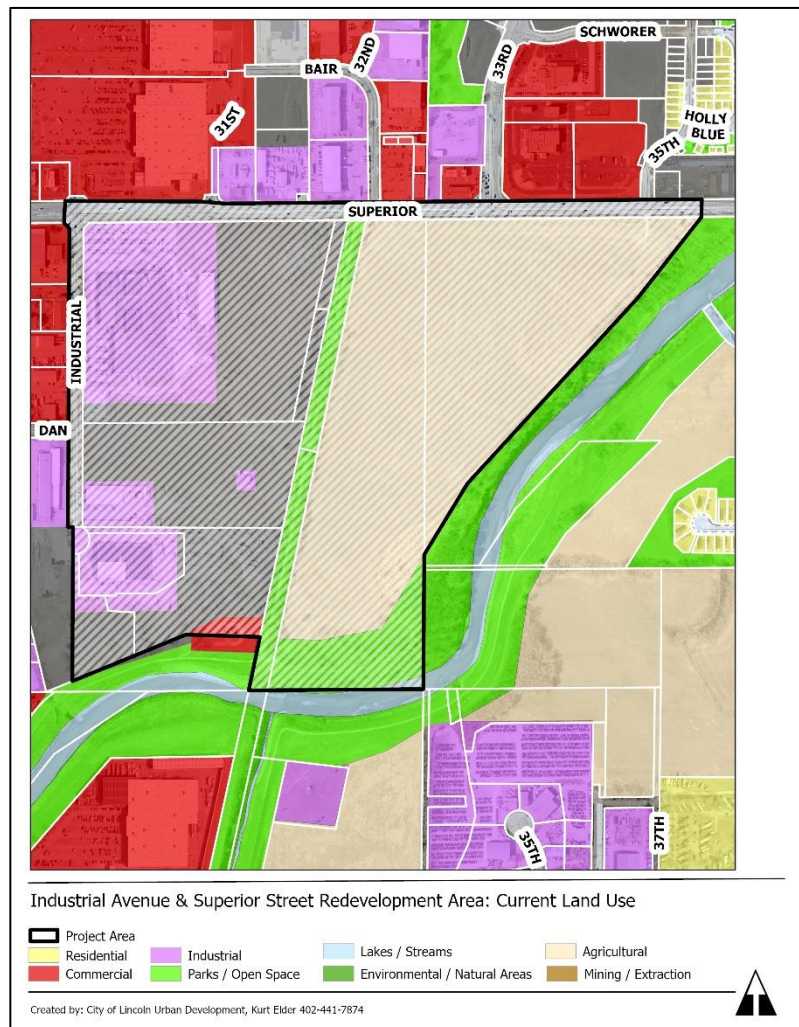 SCHWORER
32ND
33RD
BAIR
31ST
HOLLY
BLUE
35TH
SUPERIOR
INDUSTRIAL
DAN
35TH
37TH
Industrial Avenue & Superior Street Redevelopment Area: Current Land Use
Project Area
Residential Industrial Lakes / Streams Agricultural
Commercial Parks / Open Space Environmental / Natural Areas Mining / Extraction
Created by: City of Lincoln Urban Development, Kurt Elder 402-441-7874